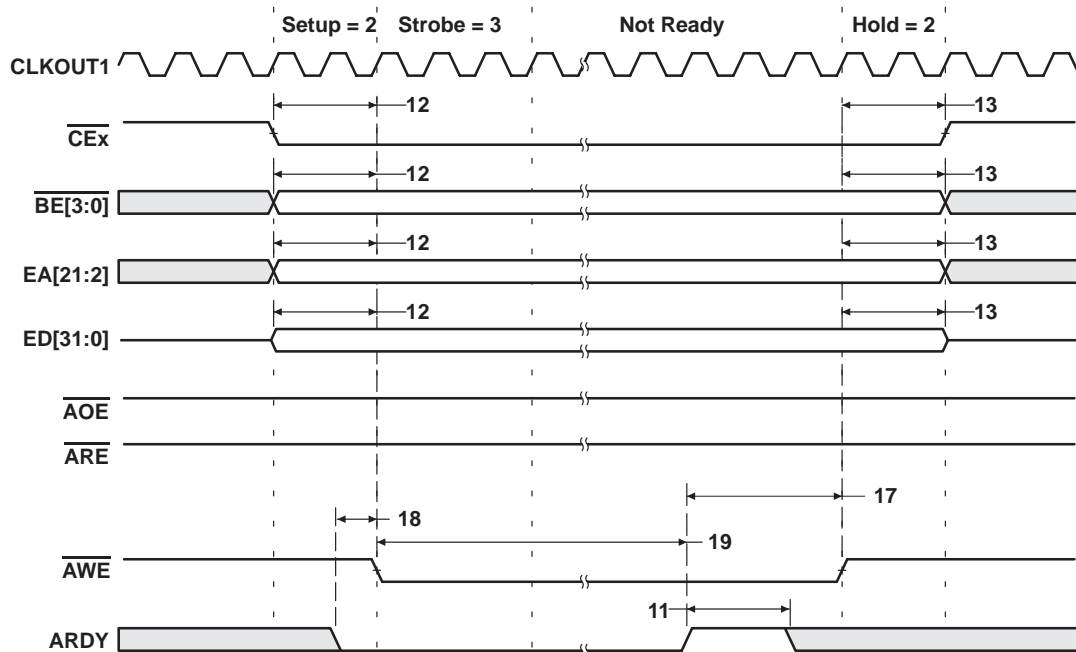 Setup = 2 Strobe = 3 Not Ready Hold = 2
CLKOUT1
12 13
CEx
12 13
BE[3:0]
12 13
EA[21:2]
12 13
ED[31:0]
AOE
ARE
17
18
19
AWE
11
ARDY